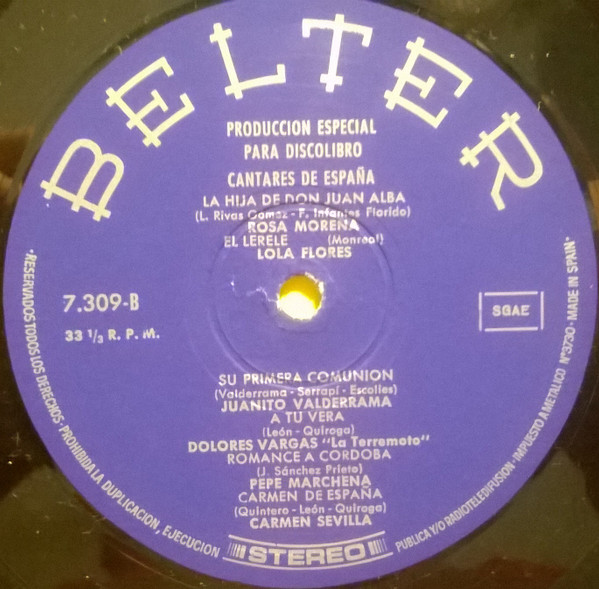 BELTER
PRODUCCION ESPECIAL
PARA DISCOLIBRO
CANTARES DE ESPAÑA
LA HIJA DE DON JUAN ALBA
(L. Rivas Gomez - F. Infantes Florido)
ROSA MORENA
EL LERELE (Monreal)
LOLA FLORES
7.309-B
33 1/3 R. P. M.
SGAE
SU PRIMERA COMUNION
(Valderrama - Serrapi - Escolles)
JUANITO VALDERRAMA
A TU VERA
(León - Quiroga)
DOLORES VARGAS "La Terremoto"
ROMANCE A CORDOBA
(J. Sánchez Prieto)
PEPE MARCHENA
CARMEN DE ESPAÑA
(Quintero - León - Quiroga)
CARMEN SEVILLA
STEREO
·RESERVADOS TODOS LOS DERECHOS·PROHIBIDA LA DUPLICACION, EJECUCION
PUBLICA Y/O RADIOTELEDIFUSION·IMPUESTO A METALICO Nº3730·MADE IN SPAIN·